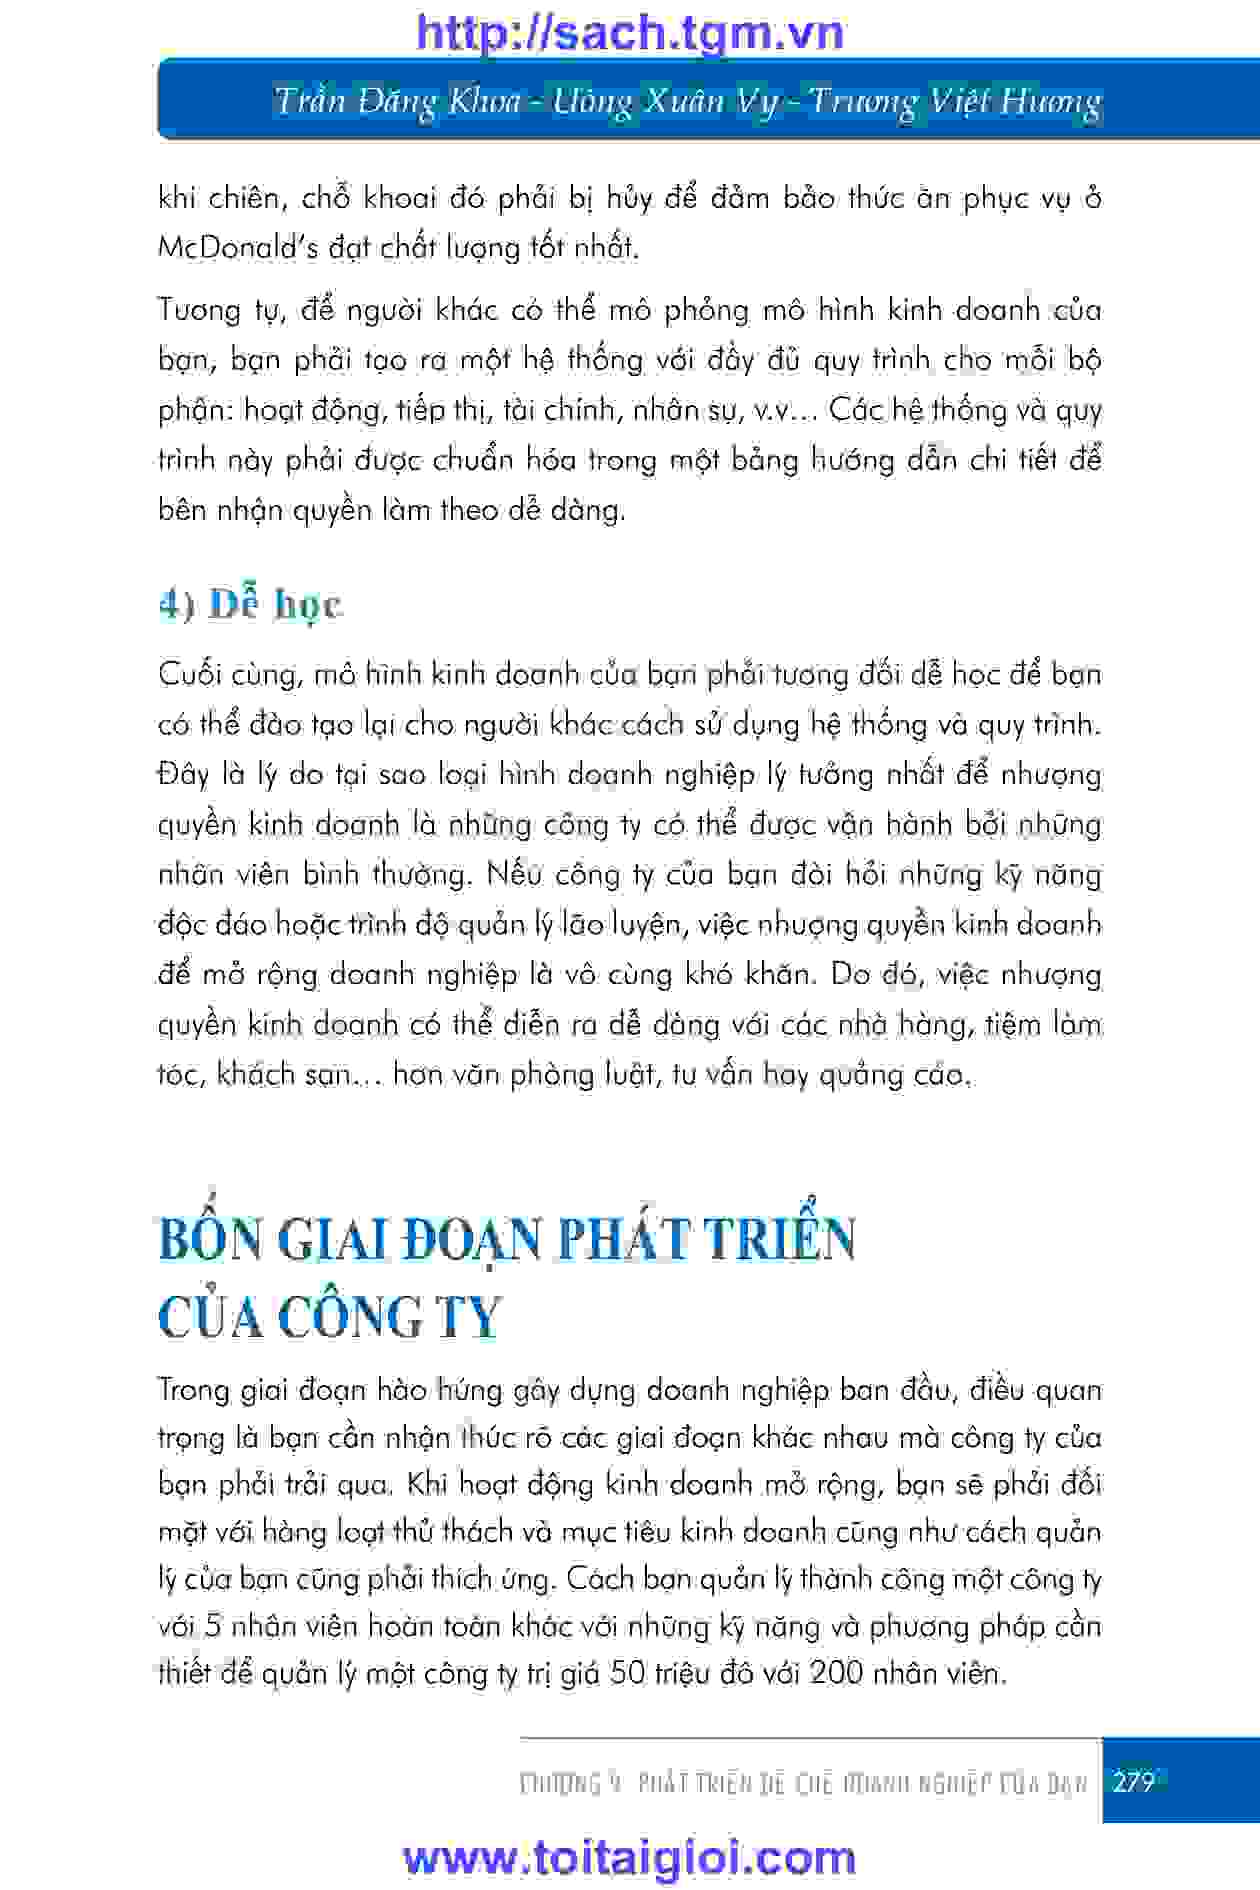 http://sach.tgm.vn
Trần Đăng Khoa - Uông Xuân Vy - Trương Việt Hương
khi chiên, chỗ khoai đó phải bị hủy để đảm bảo thức ăn phục vụ ở
McDonald's đạt chất lượng tốt nhất.
Tương tự, để người khác có thể mô phỏng mô hình kinh doanh của
bạn, bạn phải tạo ra một hệ thống với đầy đủ quy trình cho mỗi bộ
phận: hoạt động, tiếp thị, tài chính, nhân sự, v.v... Các hệ thống và quy
trình này phải được chuẩn hóa trong một bảng hướng dẫn chi tiết để
bên nhận quyền làm theo dễ dàng.
4) Dễ học
Cuối cùng, mô hình kinh doanh của bạn phải tương đối dễ học để bạn
có thể đào tạo lại cho người khác cách sử dụng hệ thống và quy trình.
Đây là lý do tại sao loại hình doanh nghiệp lý tưởng nhất để nhượng
quyền kinh doanh là những công ty có thể được vận hành bởi những
nhân viên bình thường. Nếu công ty của bạn đòi hỏi những kỹ năng
độc đáo hoặc trình độ quản lý lão luyện, việc nhượng quyền kinh doanh
để mở rộng doanh nghiệp là vô cùng khó khăn. Do đó, việc nhượng
quyền kinh doanh có thể diễn ra dễ dàng với các nhà hàng, tiệm làm
tóc, khách sạn... hơn văn phòng luật, tư vấn hay quảng cáo.
BỐN GIAI ĐOẠN PHÁT TRIỂN
CỦA CÔNG TY
Trong giai đoạn hào hứng gây dựng doanh nghiệp ban đầu, điều quan
trọng là bạn cần nhận thức rõ các giai đoạn khác nhau mà công ty của
bạn phải trải qua. Khi hoạt động kinh doanh mở rộng, bạn sẽ phải đối
mặt với hàng loạt thử thách và mục tiêu kinh doanh cũng như cách quản
lý của bạn cũng phải thích ứng. Cách bạn quản lý thành công một công ty
với 5 nhân viên hoàn toàn khác với những kỹ năng và phương pháp cần
thiết để quản lý một công ty trị giá 50 triệu đô với 200 nhân viên.
CHƯƠNG 9: PHÁT TRIỂN ĐẾ CHẾ DOANH NGHIỆP CỦA BẠN 279
www.toitaigioi.com